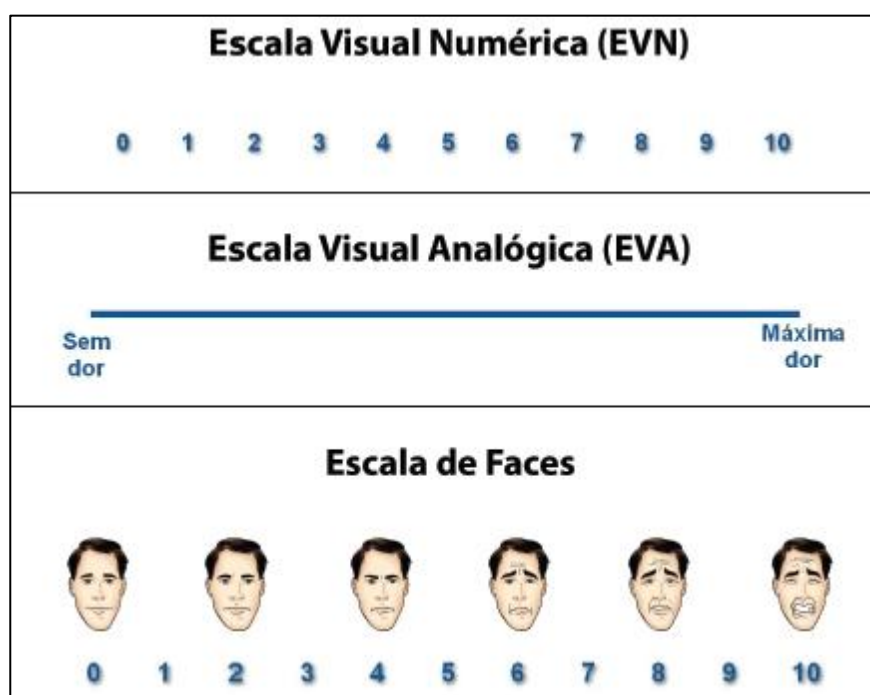 Escala Visual Numérica (EVN)
0 1 2 3 4 5 6 7 8 9 10
Escala Visual Analógica (EVA)
Sem dor
Máxima dor
Escala de Faces
0 1 2 3 4 5 6 7 8 9 10